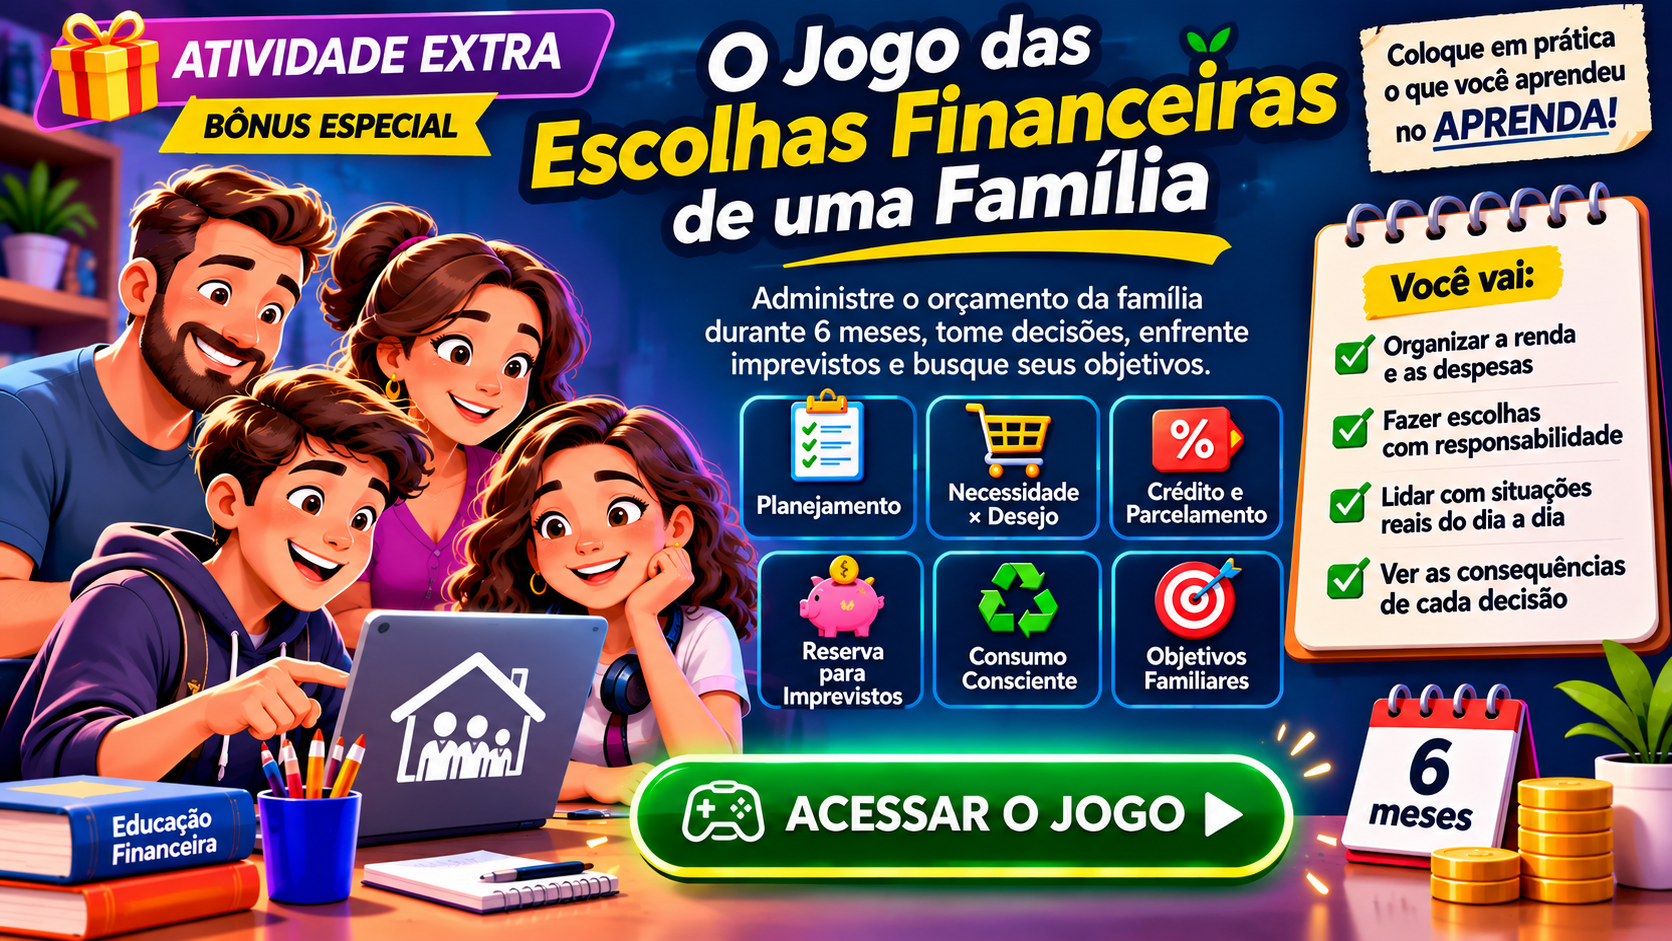 ATIVIDADE EXTRA
BÔNUS ESPECIAL
O Jogo das
Escolhas Financeiras
de uma Família
Coloque em prática
o que você aprendeu
no APRENDA!
Administre o orçamento da família
durante 6 meses, tome decisões, enfrente
imprevistos e busque seus objetivos.
Planejamento
Necessidade
× Desejo
%
Crédito e
Parcelamento
Reserva
para
Imprevistos
Consumo
Consciente
Objetivos
Familiares
Você vai:
Organizar a renda
e as despesas
Fazer escolhas
com responsabilidade
Lidar com situações
reais do dia a dia
Ver as consequências
de cada decisão
ACESSAR O JOGO
6
meses
Educação
Financeira